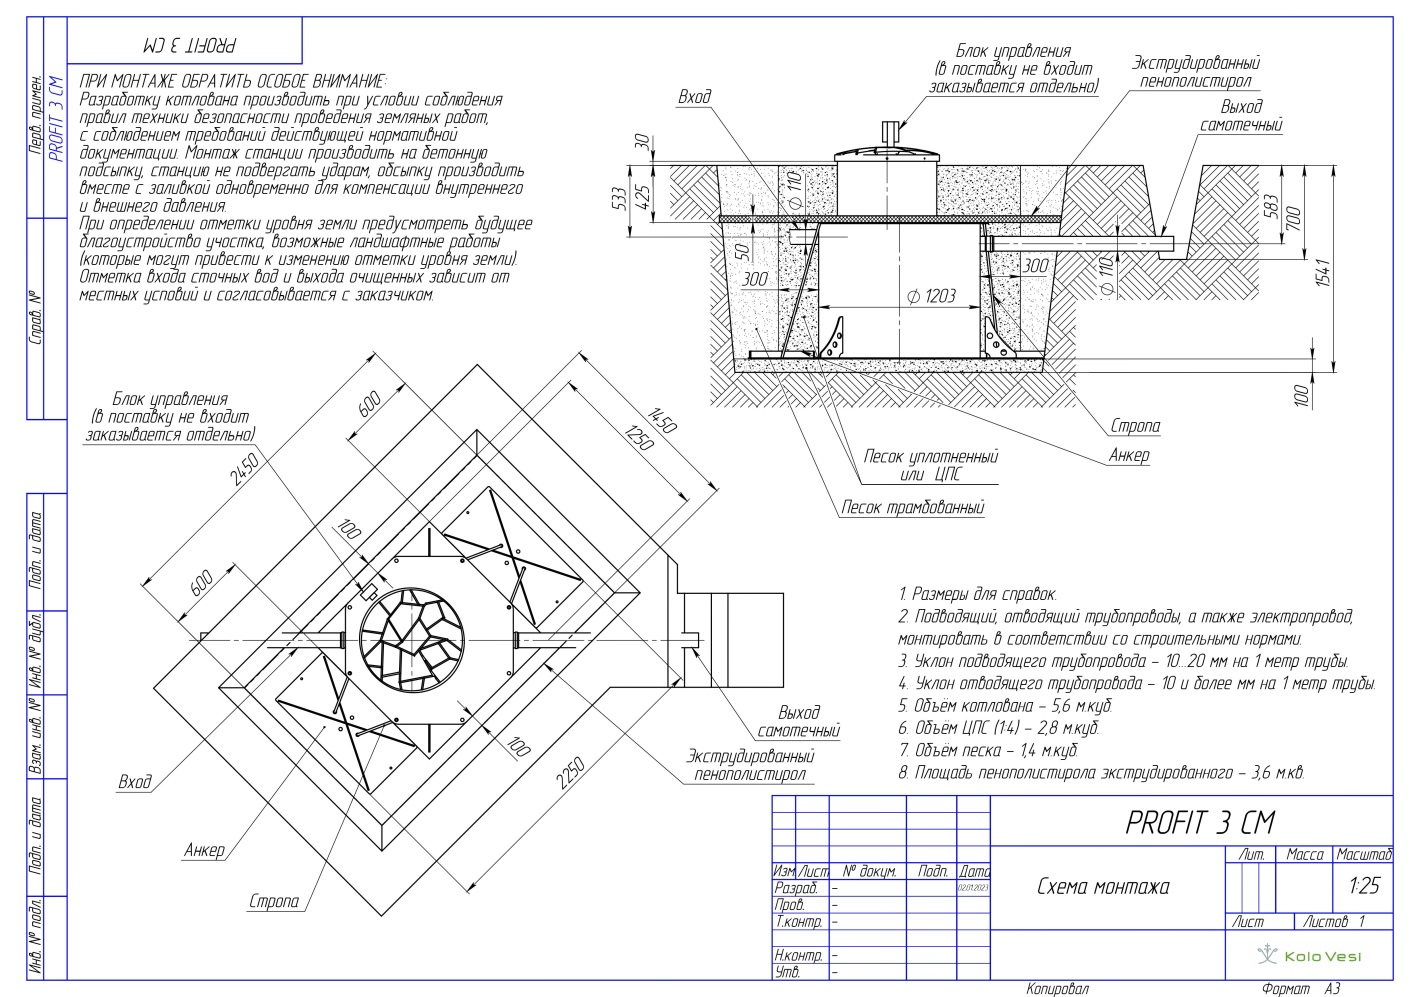 PROFIT 3 СМ
Перв. примен.
PROFIT 3 СМ
Справ. №
Подп. и дата
Инв. № дубл.
Взам. инв. №
Подп. и дата
Инв. № подл.
ПРИ МОНТАЖЕ ОБРАТИТЬ ОСОБОЕ ВНИМАНИЕ:
Разработку котлована производить при условии соблюдения
правил техники безопасности проведения земляных работ,
с соблюдением требований действующей нормативной
документации. Монтаж станции производить на бетонную
подсыпку, станцию не подвергать ударам, обсыпку производить
вместе с заливкой одновременно для компенсации внутреннего
и внешнего давления.
При определении отметки уровня земли предусмотреть будущее
благоустройство участка, возможные ландшафтные работы
(которые могут привести к изменению отметки уровня земли).
Отметка входа сточных вод и выхода очищенных зависит от
местных усповий и согласовывается с заказчиком.
Блок управления
(в поставку не входит
заказывается отдельно)
Экструдированный
пенополистирол
Вход
Выход
самотечный
30
533
425
⌀ 110
50
300
⌀ 1203
300
⌀ 110
583
700
1541
100
Стропа
Анкер
Песок уплотненный
или ЦПС
Песок трамбованный
Блок управления
(в поставку не входит
заказывается отдельно)
600
2450
1450
1250
100
600
100
2250
Выход
самотечный
Экструдированный
пенополистирол
Вход
Анкер
Стропа
1. Размеры для справок.
2. Подводящий, отводящий трубопроводы, а также электропровод,
монтировать в соответствии со строительными нормами.
3. Уклон подводящего трубопровода – 10...20 мм на 1 метр трубы.
4. Уклон отводящего трубопровода – 10 и более мм на 1 метр трубы.
5. Объём котлована – 5,6 м.куб.
6. Объём ЦПС (1:4) – 2,8 м.куб.
7. Объём песка – 1,4 м.куб.
8. Площадь пенополистирола экструдированного – 3,6 м.кв.
PROFIT 3 СМ
Изм Лист № докум. Подп. Дата
Разраб. – 02.01.2023
Пров. –
Т.контр. –
Н.контр. –
Утв. –
Схема монтажа
Лит. Масса Масштаб
1:25
Лист Листов 1
Kolo Vesi
Копировал Формат А3